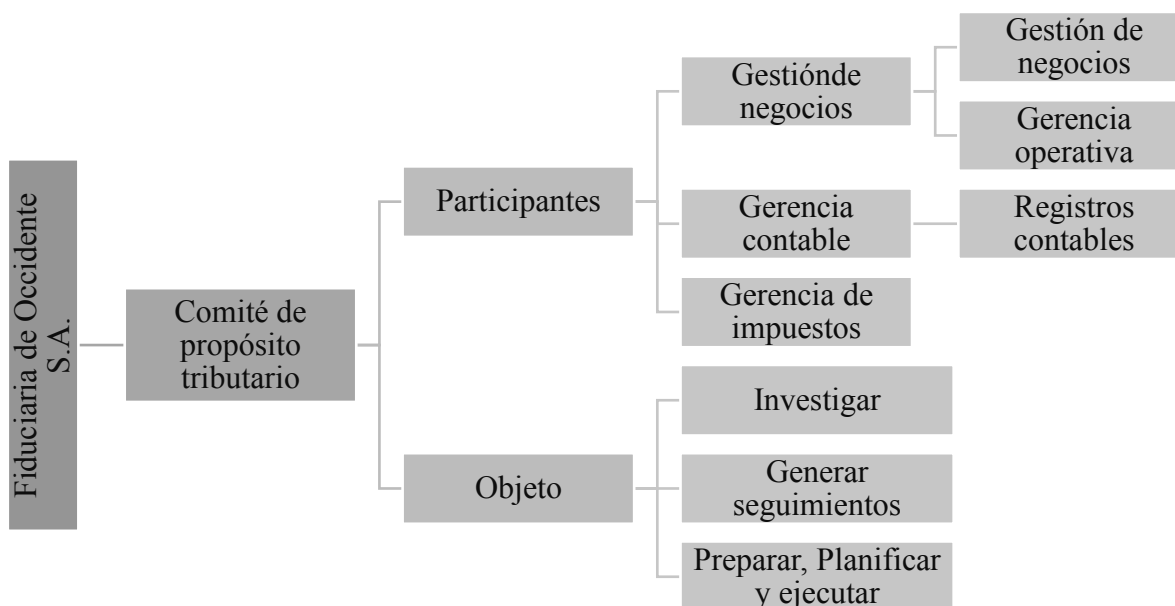 Fiduciaria de Occidente
S.A.
Comité de
propósito
tributario
Participantes
Gestiónde
negocios
Gestión de
negocios
Gerencia
operativa
Gerencia
contable
Registros
contables
Gerencia de
impuestos
Objeto
Investigar
Generar
seguimientos
Preparar, Planificar
y ejecutar